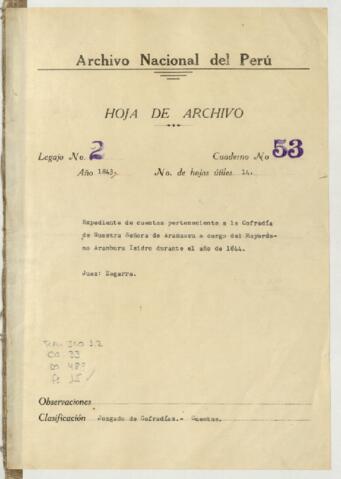 Archivo Nacional del Perú
HOJA DE ARCHIVO
Legajo No. 2 Cuaderno No 53
Año 1843. No. de hojas útiles 14.
Expediente de cuentas perteneciente a la Cofradía
de Nuestra Señora de Aranzazu a cargo del Mayordo-
mo Aramburu Isidro durante el año de 1844.
Juez: Zegarra.
Observaciones
Clasificación Juzgado de Cofradías.- Cuentas.